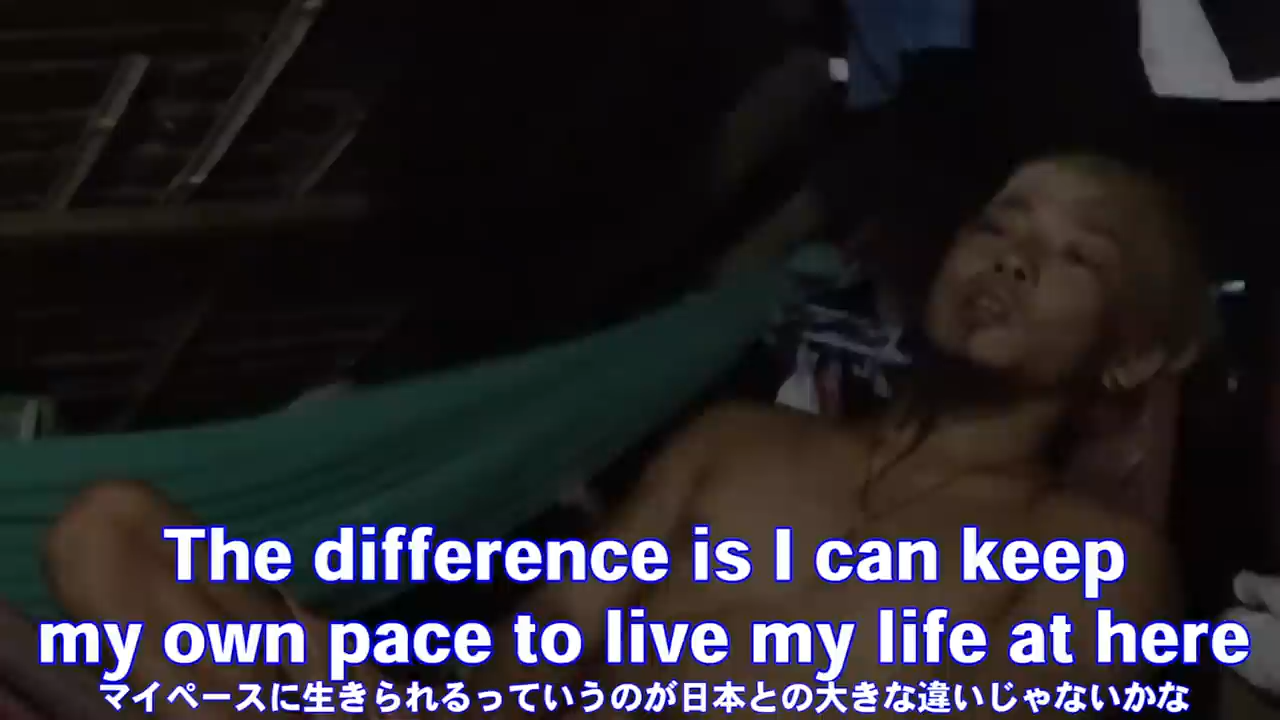 The difference is I can keep
my own pace to live my life at here
マイペースに生きられるっていうのが日本との大きな違いじゃないかな